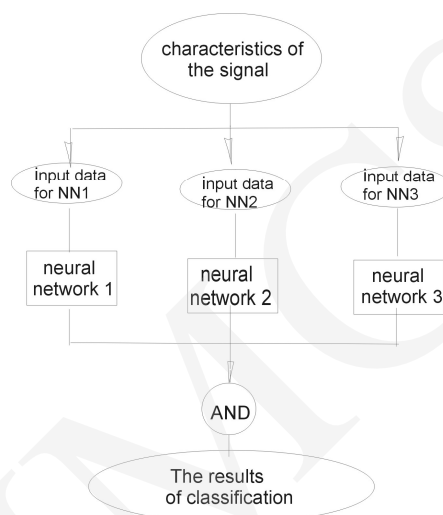 characteristics of
the signal
input data
for NN1
input data
for NN2
input data
for NN3
neural
network 1
neural
network 2
neural
network 3
AND
The results
of classification